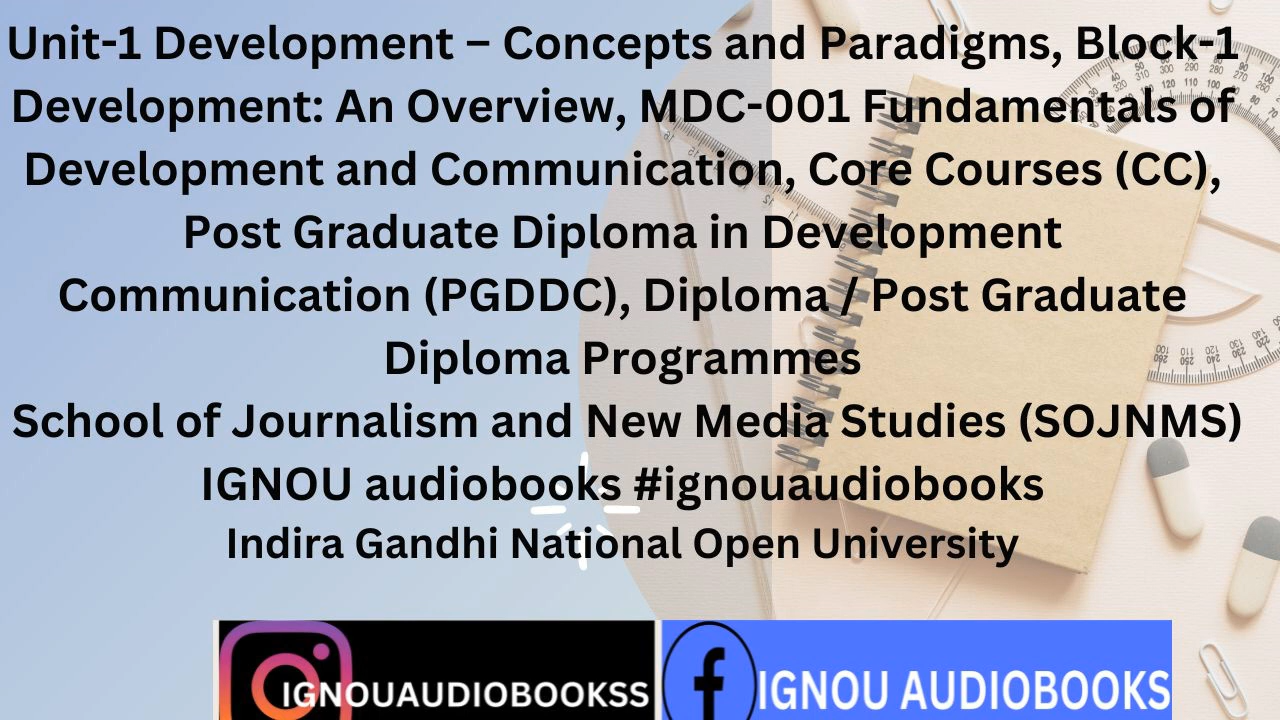 Unit-1 Development – Concepts and Paradigms, Block-1
Development: An Overview, MDC-001 Fundamentals of
Development and Communication, Core Courses (CC),
Post Graduate Diploma in Development
Communication (PGDDC), Diploma / Post Graduate
Diploma Programmes
School of Journalism and New Media Studies (SOJNMS)
IGNOU audiobooks #ignouaudiobooks
Indira Gandhi National Open University
IGNOUAUDIOBOOKSS
IGNOU AUDIOBOOKS